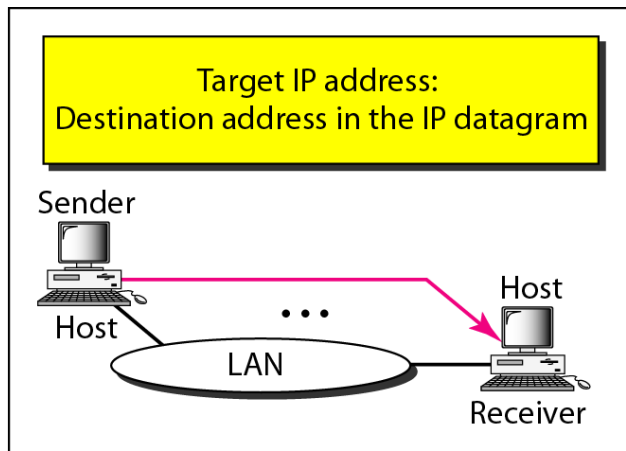 Target IP address:
Destination address in the IP datagram
Sender
Host
Host
...
LAN
Receiver